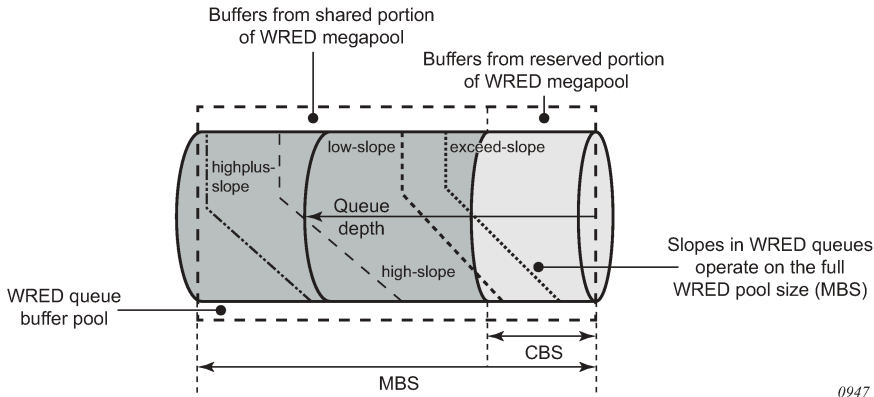 Buffers from shared portion
of WRED megapool
Buffers from reserved portion
of WRED megapool
low-slope
exceed-slope
highplus-
slope
Queue
depth
high-slope
Slopes in WRED queues
operate on the full
WRED pool size (MBS)
WRED queue
buffer pool
CBS
MBS
0947